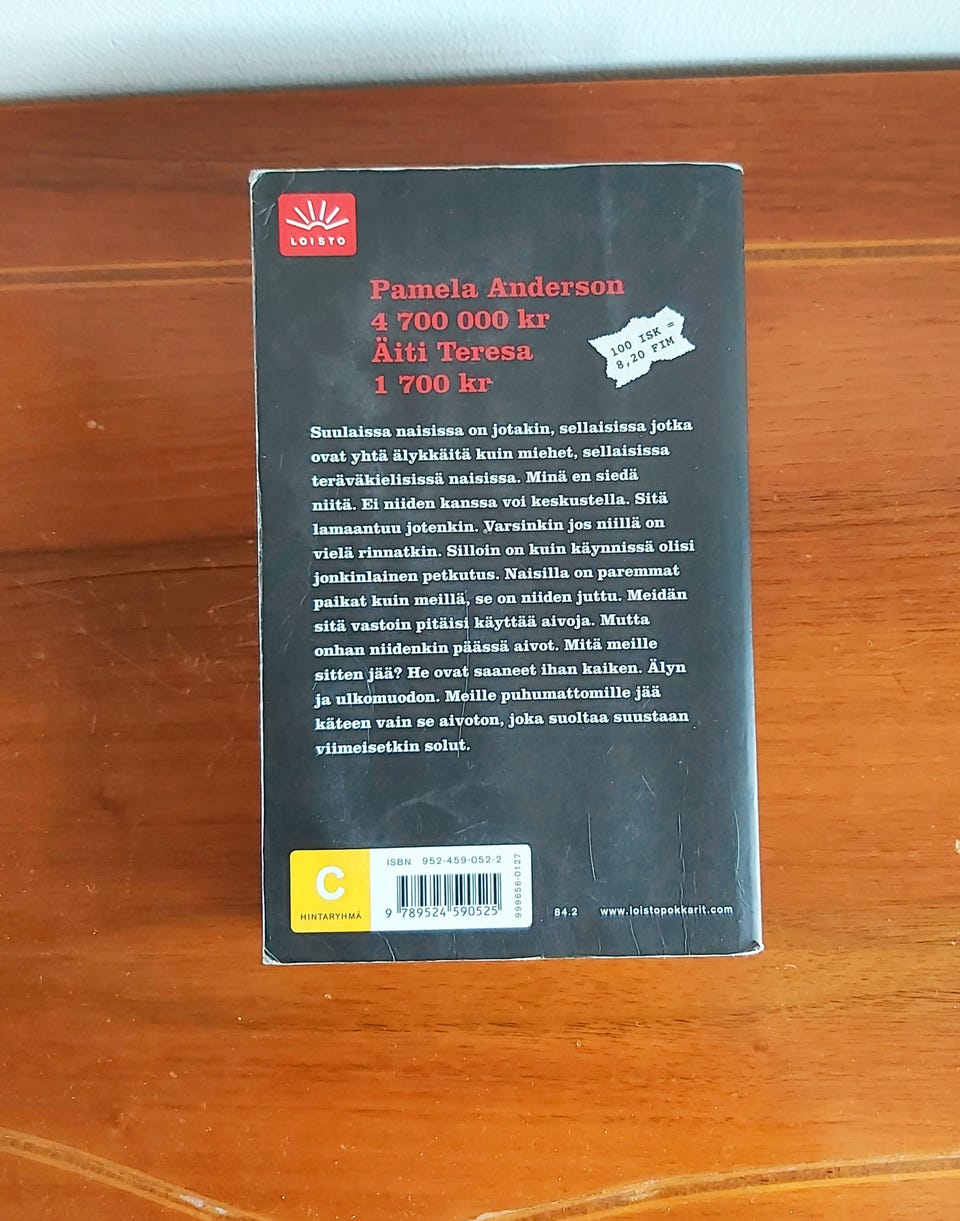 LOISTO
Pamela Anderson
4 700 000 kr
Äiti Teresa
1 700 kr
100 ISK =
8,20 FIM
Suulaissa naisissa on jotakin, sellaisissa jotka
ovat yhtä älykkäitä kuin miehet, sellaisissa
teräväkielisissä naisissa. Minä en siedä
niitä. Ei niiden kanssa voi keskustella. Sitä
lamaantuu jotenkin. Varsinkin jos niillä on
vielä rinnatkin. Silloin on kuin käynnissä olisi
jonkinlainen petkutus. Naisilla on paremmat
paikat kuin meillä, se on niiden juttu. Meidän
sitä vastoin pitäisi käyttää aivoja. Mutta
onhan niidenkin päässä aivot. Mitä meille
sitten jää? He ovat saaneet ihan kaiken. Älyn
ja ulkomuodon. Meille puhumattomille jää
käteen vain se aivoton, joka suoltaa suustaan
viimeisetkin solut.
C
HINTARYHMÄ
ISBN 952-459-052-2
9 789524 590525
999656-0127
84.2 www.loistopokkarit.com